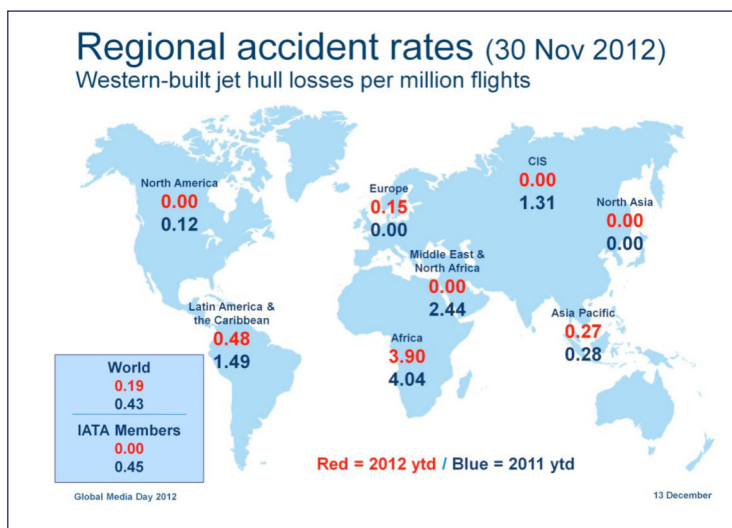 Regional accident rates (30 Nov 2012)
Western-built jet hull losses per million flights
North America
0.00
0.12
Europe
0.15
0.00
CIS
0.00
1.31
North Asia
0.00
0.00
Middle East &
North Africa
0.00
2.44
Latin America &
the Caribbean
0.48
1.49
Africa
3.90
4.04
Asia Pacific
0.27
0.28
World
0.19
0.43
IATA Members
0.00
0.45
Red = 2012 ytd / Blue = 2011 ytd
Global Media Day 2012
13 December